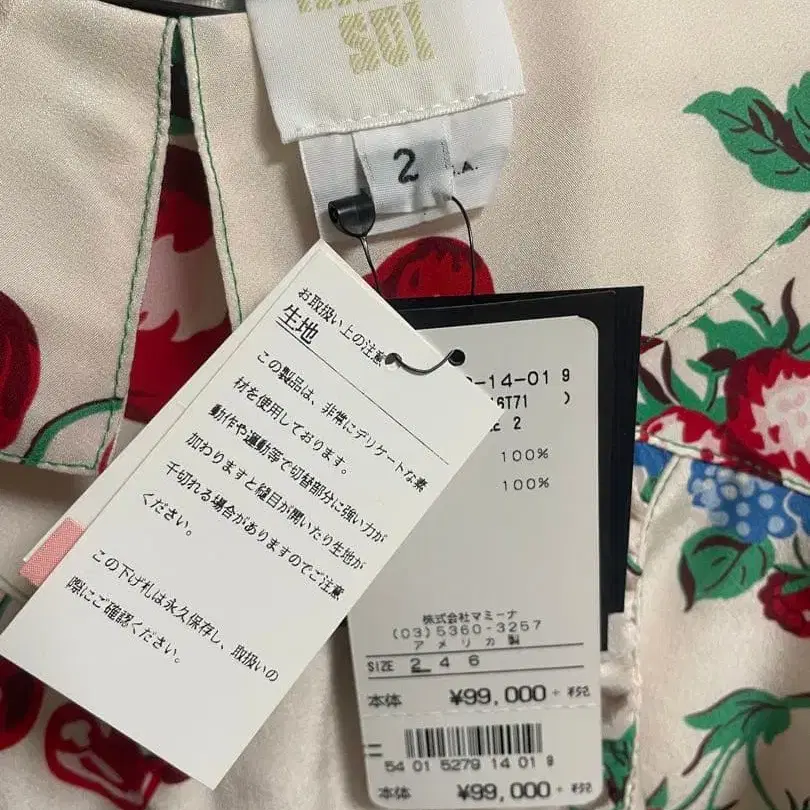 SUI
2
.A.
お取扱い上の注意
生地
この製品は、非常にデリケートな素
材を使用しております。
動作や運動等で切替部分に強い力が
加わりますと縫目が開いたり生地が
千切れる場合がありますのでご注意
ください。
この下げ札は永久保存し、取扱いの
際にご確認ください。
-14-01 9
6T71 )
E 2
100%
100%
株式会社マミーナ
(03)5360-3257
アメリカ製
SIZE 2 4 6
本体 ¥99,000+税
54 01 5279 14 01 9
本体 ¥99,000+税